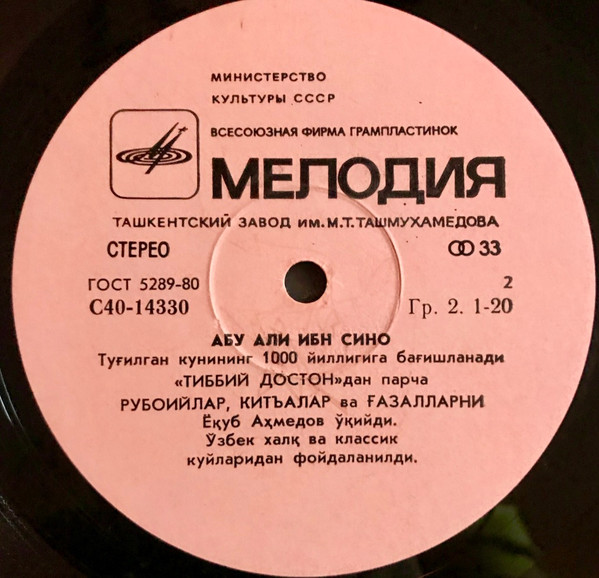 МИНИСТЕРСТВО
КУЛЬТУРЫ СССР
ВСЕСОЮЗНАЯ ФИРМА ГРАМПЛАСТИНОК
МЕЛОДИЯ
ТАШКЕНТСКИЙ ЗАВОД им. М.Т. ТАШМУХАМЕДОВА
СТЕРЕО 33
ГОСТ 5289-80 2
С40-14330 Гр. 2. 1-20
АБУ АЛИ ИБН СИНО
Туғилган кунининг 1000 йиллигига бағишланади
«ТИББИЙ ДОСТОН»дан парча
РУБОИЙЛАР, КИТЪАЛАР ва ҒАЗАЛЛАРНИ
Ёқуб Аҳмедов ўқийди.
Ўзбек халқ ва классик
куйларидан фойдаланилди.